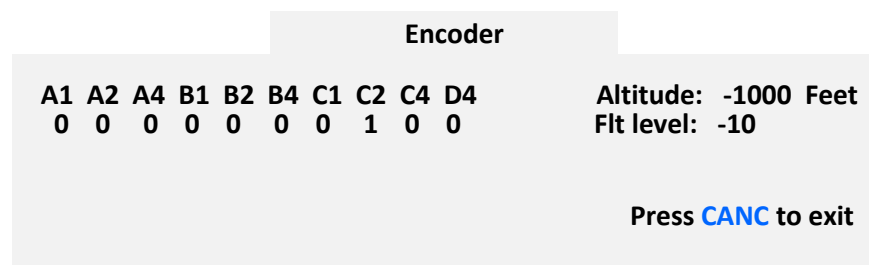 Encoder
A1 A2 A4 B1 B2 B4 C1 C2 C4 D4 Altitude: -1000 Feet
0 0 0 0 0 0 0 1 0 0 Flt level: -10
Press CANC to exit